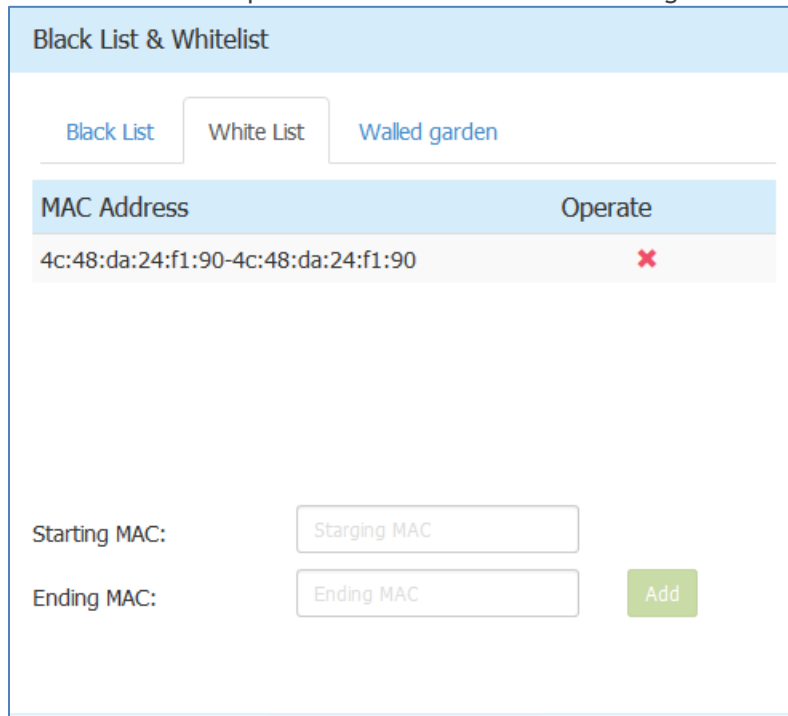 Black List & Whitelist
Black List White List Walled garden
MAC Address Operate
4c:48:da:24:f1:90-4c:48:da:24:f1:90
Starting MAC: Starging MAC
Ending MAC: Ending MAC Add